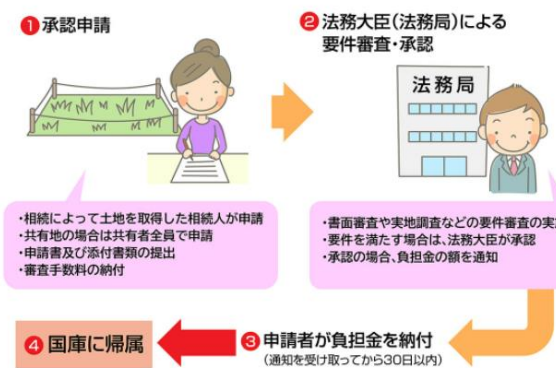 ❶承認申請
❷法務大臣(法務局)による
要件審査・承認
法務局
・相続によって土地を取得した相続人が申請
・共有地の場合は共有者全員で申請
・申請書及び添付書類の提出
・審査手数料の納付
・書面審査や実地調査などの要件審査の実
・要件を満たす場合は、法務大臣が承認
・承認の場合、負担金の額を通知
❸申請者が負担金を納付
(通知を受け取ってから30日以内)
❹国庫に帰属